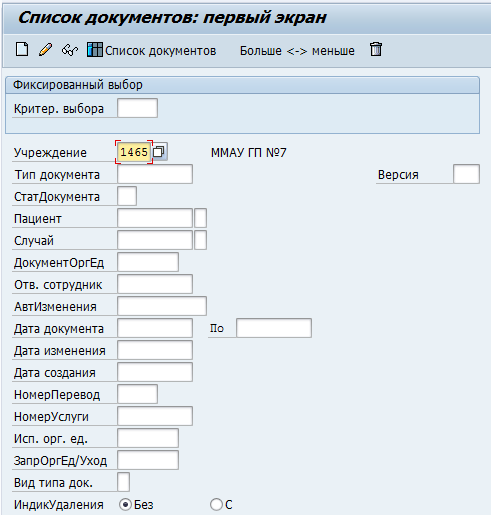 Список документов: первый экран
Список документов Больше <-> меньше
Фиксированный выбор
Критер. выбора
Учреждение 1465 ММАУ ГП №7
Тип документа Версия
СтатДокумента
Пациент
Случай
ДокументОргЕд
Отв. сотрудник
АвтИзменения
Дата документа По
Дата изменения
Дата создания
НомерПеревод
НомерУслуги
Исп. орг. ед.
ЗапрОргЕд/Уход
Вид типа док.
ИндикУдаления Без С